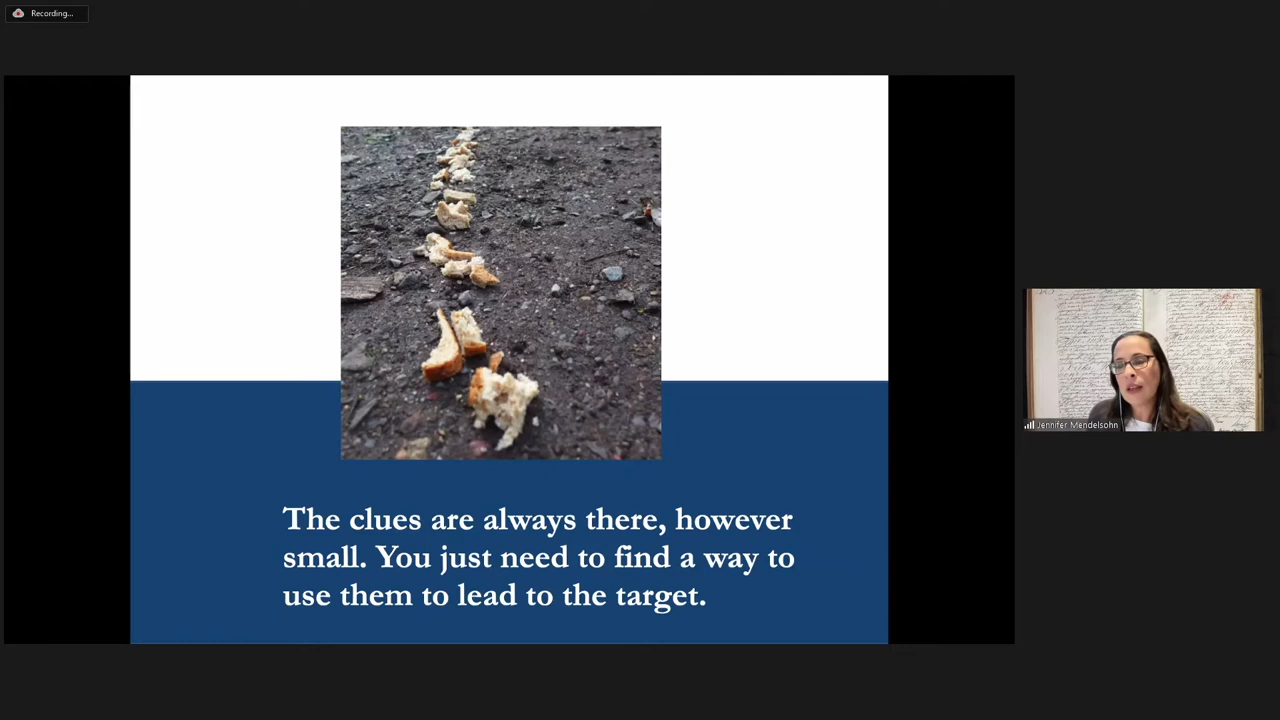 Recording...
The clues are always there, however
small. You just need to find a way to
use them to lead to the target.
Jennifer Mendelsohn